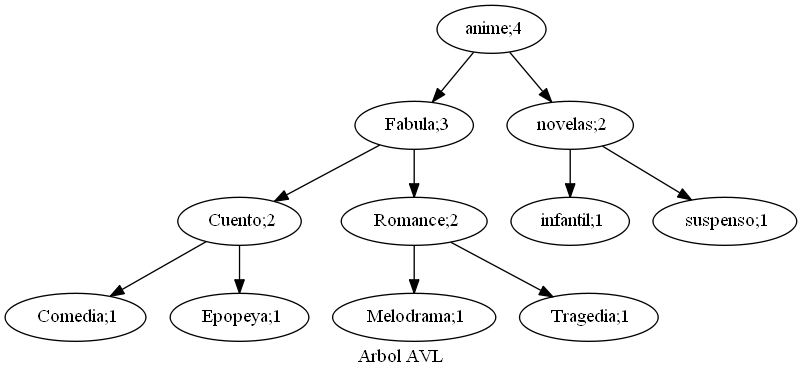 anime;4
Fabula;3
novelas;2
Cuento;2
Romance;2
infantil;1
suspenso;1
Comedia;1
Epopeya;1
Melodrama;1
Tragedia;1
Arbol AVL